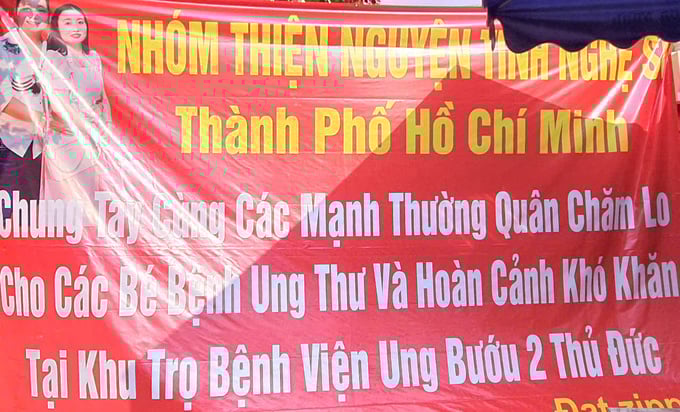 NHÓM THIỆN NGUYỆN TÌNH NGHỆ S
Thành Phố Hồ Chí Minh
Chung Tay Cùng Các Mạnh Thường Quân Chăm Lo
Cho Các Bé Bệnh Ung Thư Và Hoàn Cảnh Khó Khăn
Tại Khu Trọ Bệnh Viện Ung Bướu 2 Thủ Đức